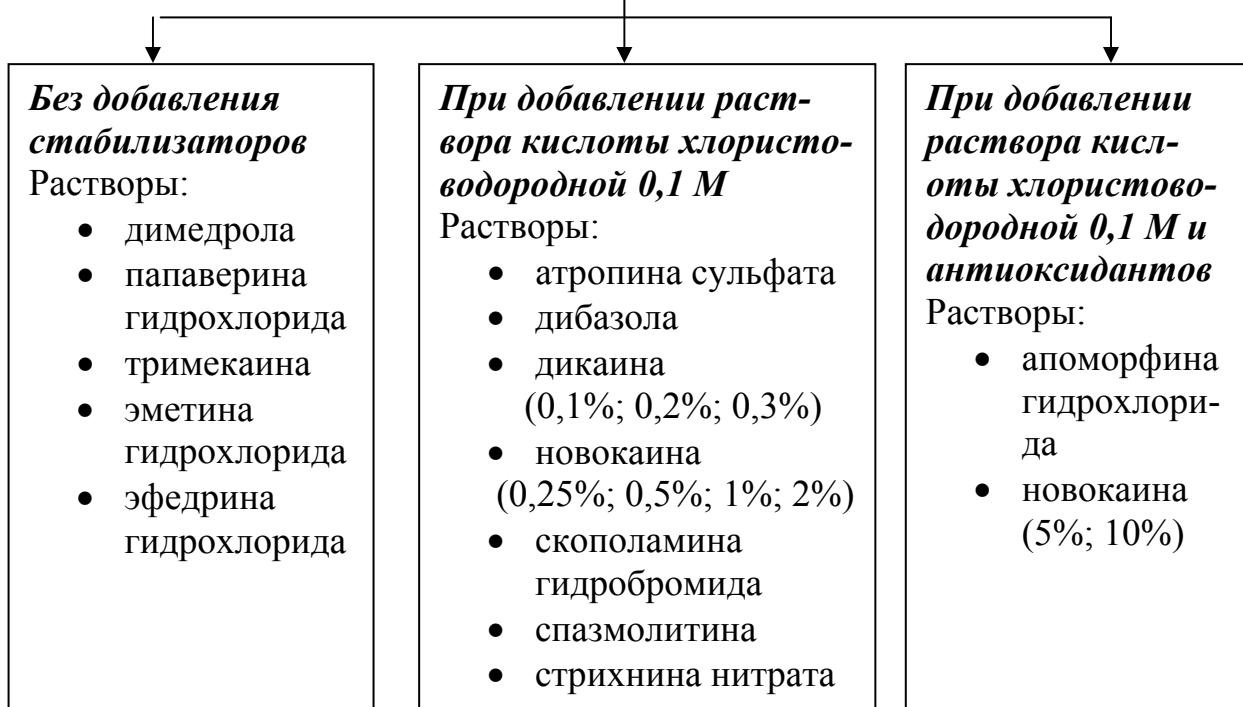 Без добавления
стабилизаторов
Растворы:
• димедрола
• папаверина
гидрохлорида
• тримекаина
• эметина
гидрохлорида
• эфедрина
гидрохлорида
При добавлении раст-
вора кислоты хлористо-
водородной 0,1 М
Растворы:
• атропина сульфата
• дибазола
• дикаина
(0,1%; 0,2%; 0,3%)
• новокаина
(0,25%; 0,5%; 1%; 2%)
• скополамина
гидробромида
• спазмолитина
• стрихнина нитрата
При добавлении
раствора кисл-
оты хлористово-
дородной 0,1 М и
антиоксидантов
Растворы:
• апоморфина
гидрохлори-
да
• новокаина
(5%; 10%)